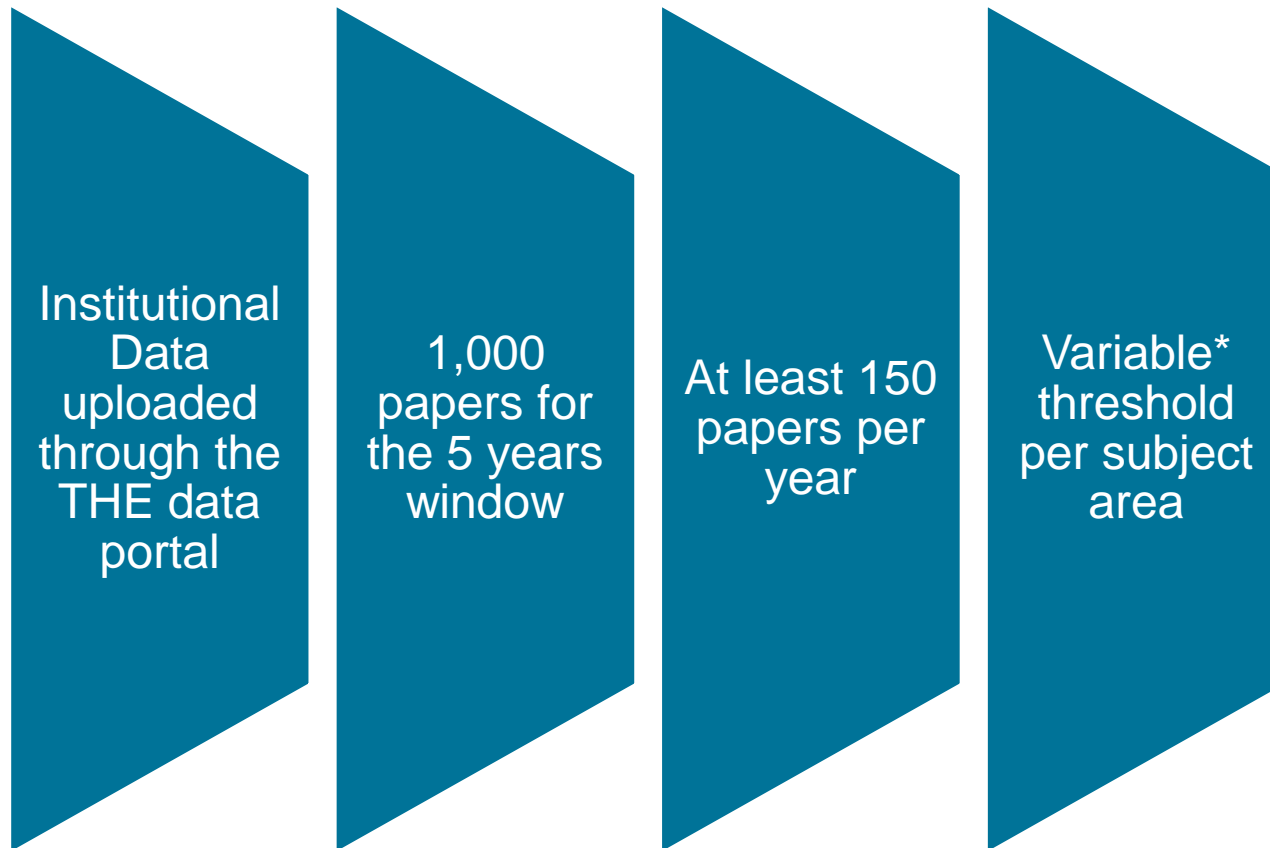 Institutional
Data
uploaded
through the
THE data
portal
1,000
papers for
the 5 years
window
At least 150
papers per
year
Variable*
threshold
per subject
area